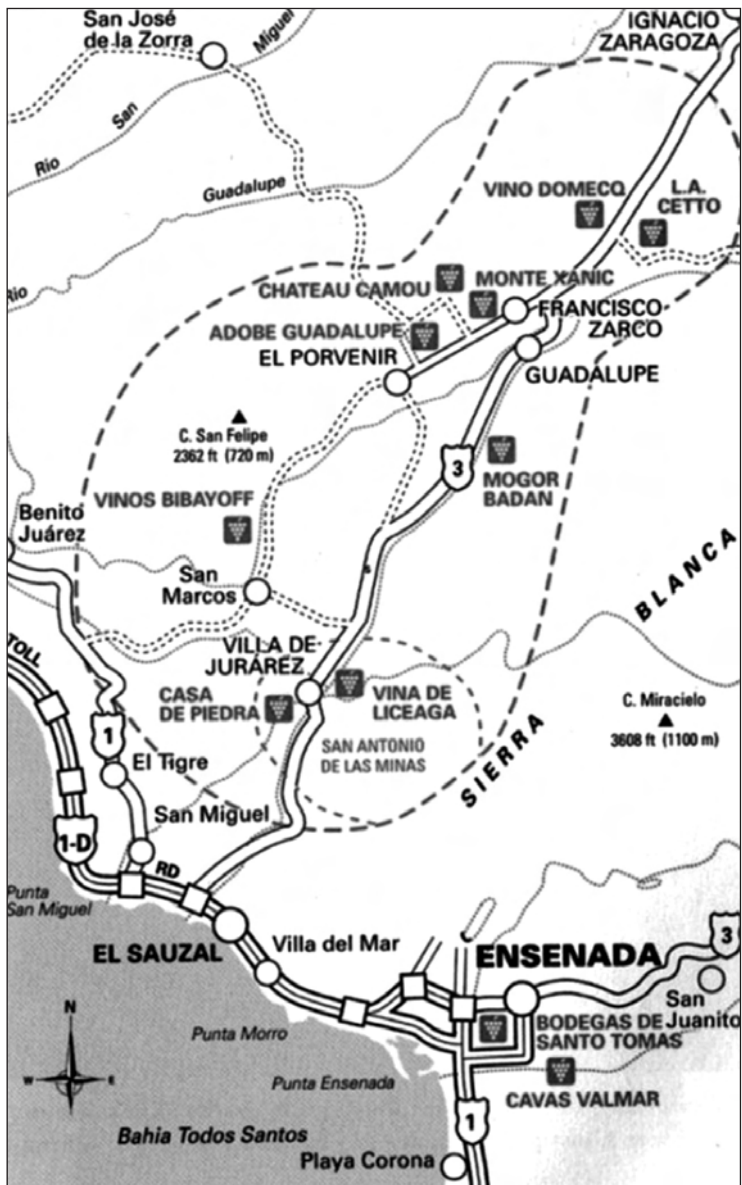 San José
de la Zorra
Miguel
San
Río
IGNACIO
ZARAGOZA
Guadalupe
Río
VINO DOMECQ
L.A.
CETTO
CHATEAU CAMOU
MONTE XANIC
FRANCISCO
ZARCO
ADOBE GUADALUPE
EL PORVENIR
GUADALUPE
C. San Felipe
2362 ft (720 m)
3
MOGOR
BADAN
VINOS BIBAYOFF
Benito
Juárez
San
Marcos
BLANCA
TOLL
VILLA DE
JURÁREZ
CASA
DE PIEDRA
VINA DE
LICEAGA
C. Miracielo
3608 ft (1100 m)
SIERRA
1
SAN ANTONIO
DE LAS MINAS
El Tigre
San Miguel
1-D
RD
Punta
San Miguel
EL SAUZAL
Villa del Mar
ENSENADA
3
San
Juanito
N
W
E
Punta Morro
BODEGAS DE
SANTO TOMAS
Punta Ensenada
CAVAS VALMAR
1
Bahia Todos Santos
Playa Corona